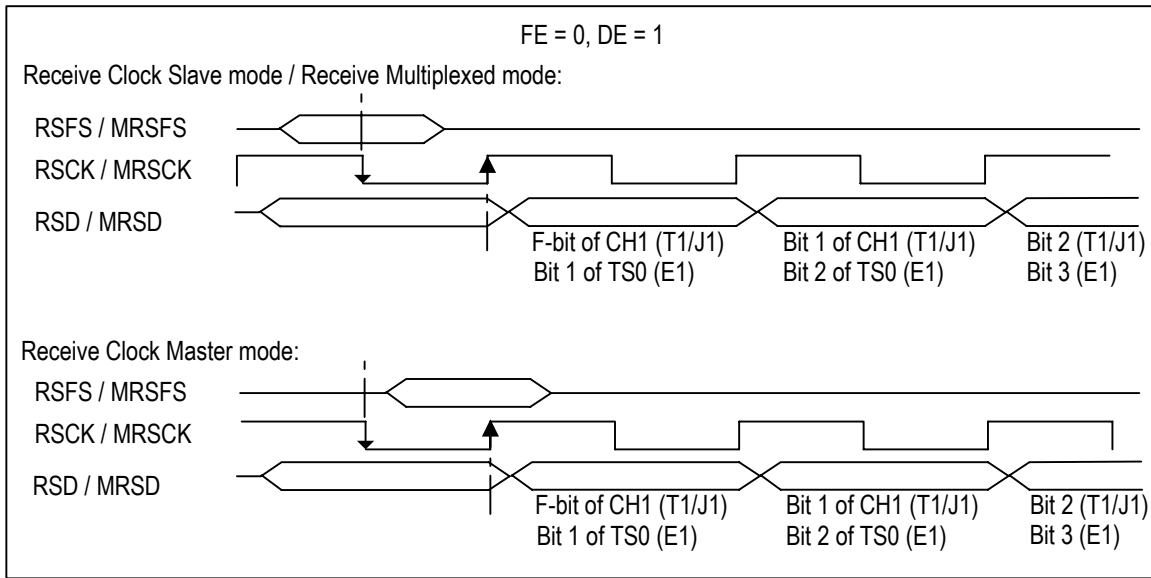 FE = 0, DE = 1
Receive Clock Slave mode / Receive Multiplexed mode:
RSFS / MRSFS
RSCK / MRSCK
RSD / MRSD
F-bit of CH1 (T1/J1) Bit 1 of CH1 (T1/J1) Bit 2 (T1/J1)
Bit 1 of TS0 (E1) Bit 2 of TS0 (E1) Bit 3 (E1)
Receive Clock Master mode:
RSFS / MRSFS
RSCK / MRSCK
RSD / MRSD
F-bit of CH1 (T1/J1) Bit 1 of CH1 (T1/J1) Bit 2 (T1/J1)
Bit 1 of TS0 (E1) Bit 2 of TS0 (E1) Bit 3 (E1)